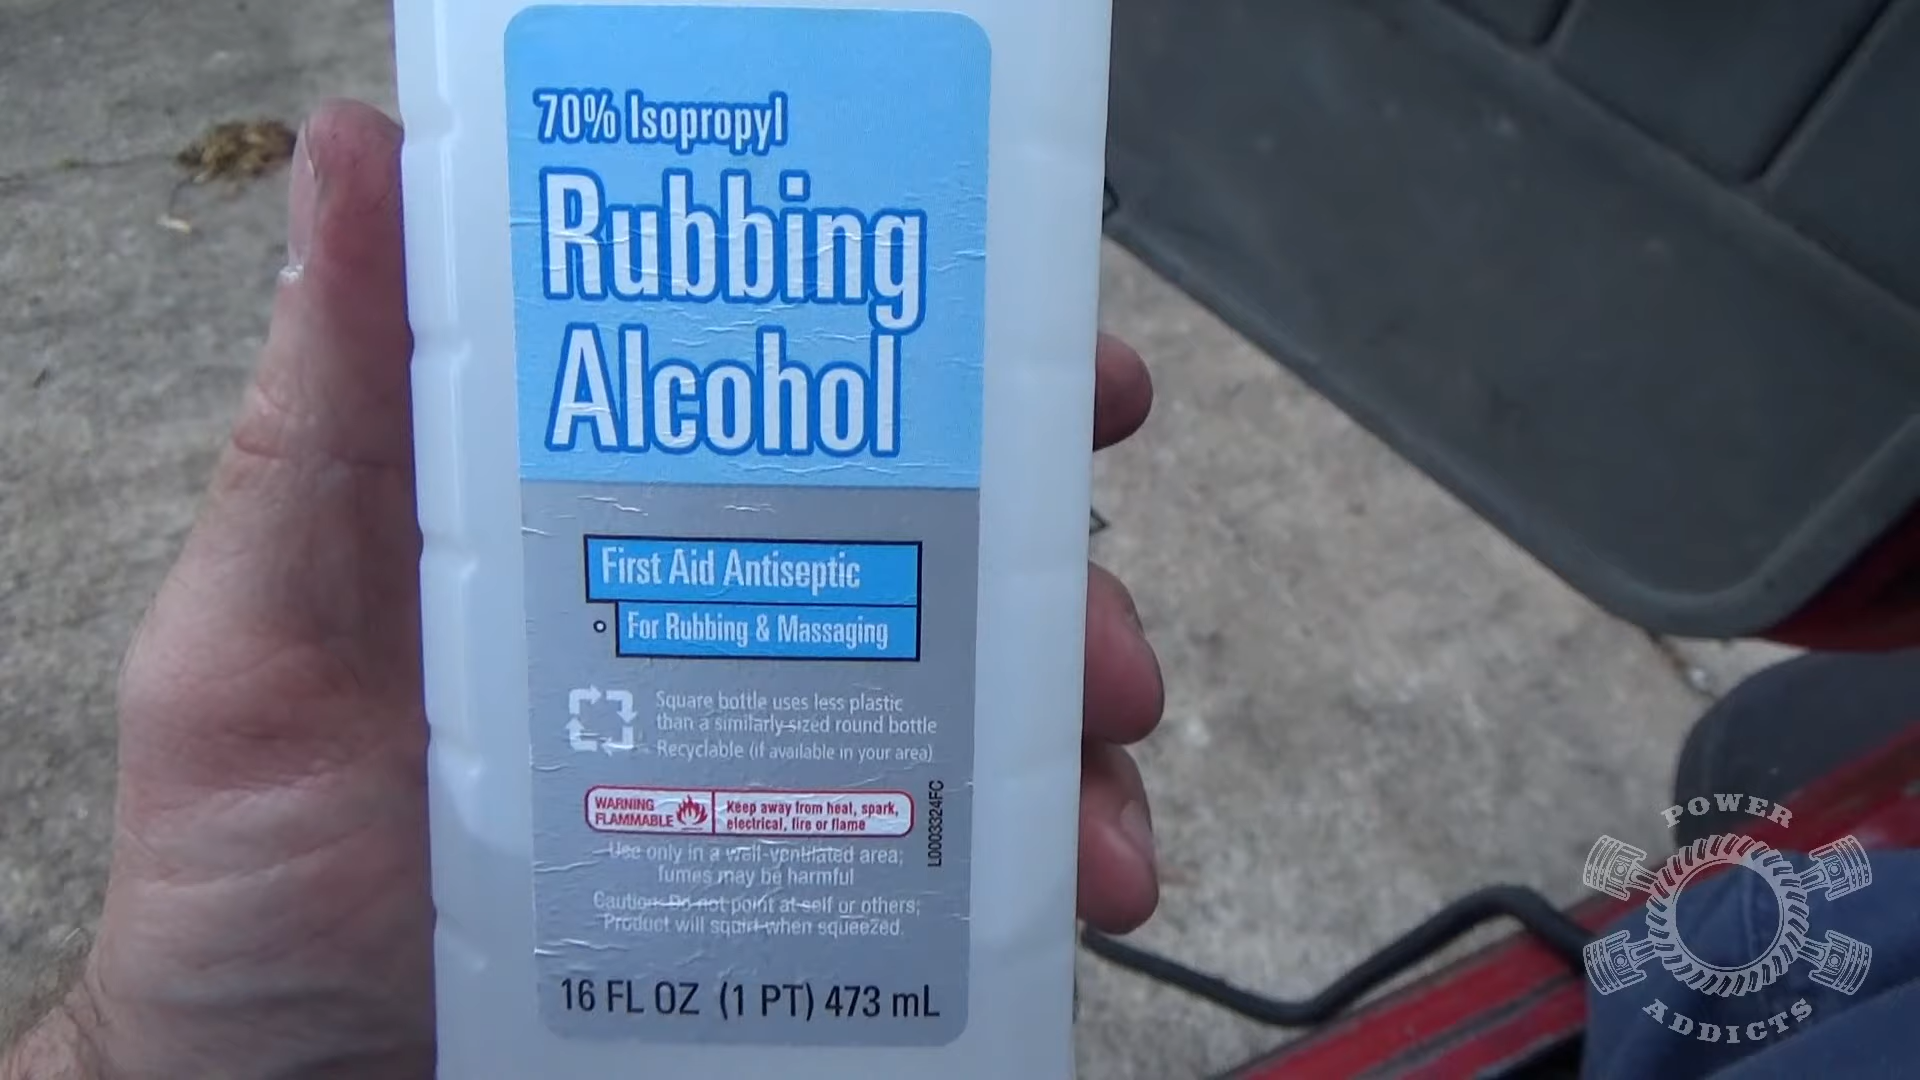 70% Isopropyl
Rubbing
Alcohol
First Aid Antiseptic
For Rubbing & Massaging
Square bottle uses less plastic
than a similarly sized round bottle
Recyclable (if available in your area)
WARNING
FLAMMABLE
Keep away from heat, spark,
electrical, fire or flame
L0003324FC
Use only in a well-ventilated area;
fumes may be harmful
Caution: Do not point at self or others;
Product will squirt when squeezed.
16 FL OZ (1 PT) 473 mL
POWER
ADDICTS